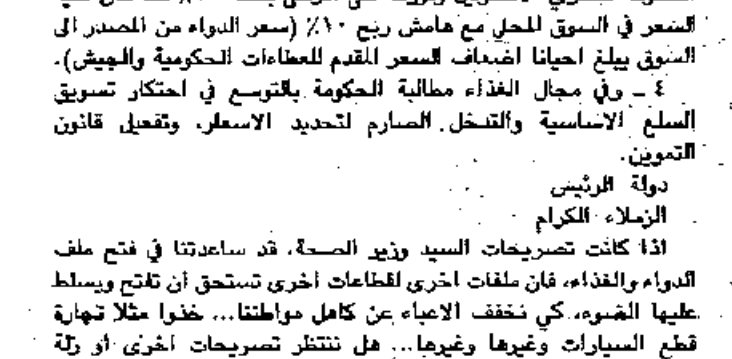 السعر في السوق المحلي مع هامش ربح ١٠٪ (سعر الدواء من المصدر الى
السوق يبلغ احيانا اضعاف السعر المقدم للعطاءات الحكومية والجيش).
٤ ــ وفي مجال الغذاء مطالبة الحكومة بالتوسع في احتكار تسويق
السلع الاساسية والتدخل الصارم لتحديد الاسعار، وتفعيل قانون
التموين.
دولة الرئيس
الزملاء الكرام
اذا كانت تصريحات السيد وزير الصحة، قد ساعدتنا في فتح ملف
الدواء والغذاء، فان ملفات اخرى لقطاعات اخرى تستحق ان تفتح ويسلط
عليها الضوء، كي نخفف الاعباء عن كاهل مواطننا... خذوا مثلا تجارة
قطع السيارات وغيرها وغيرها... هل ننتظر تصريحات اخرى او زلة